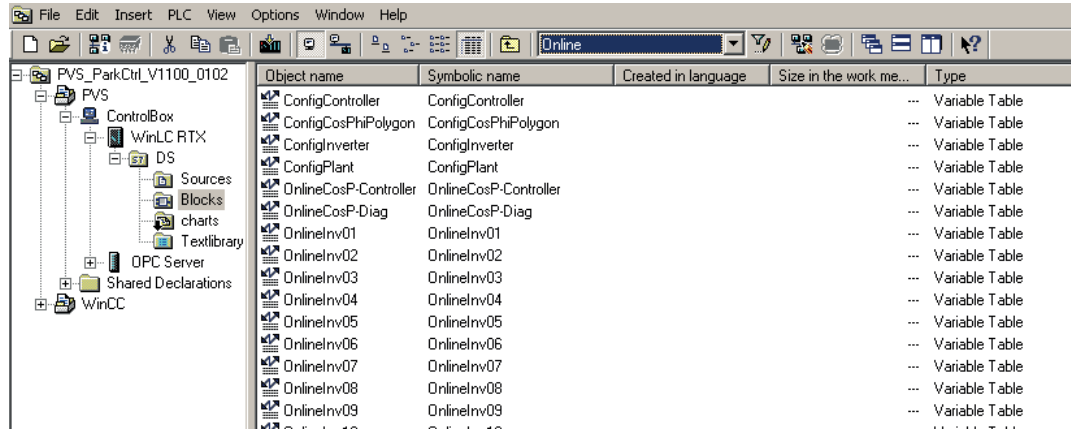 File Edit Insert PLC View Options Window Help
Online
PVS_ParkCtrl_V1100_0102
PVS
ControlBox
WinLC RTX
S7 DS
Sources
Blocks
charts
Textlibrary
OPC Server
Shared Declarations
WinCC
Object name Symbolic name Created in language Size in the work me... Type
ConfigController ConfigController --- Variable Table
ConfigCosPhiPolygon ConfigCosPhiPolygon --- Variable Table
ConfigInverter ConfigInverter --- Variable Table
ConfigPlant ConfigPlant --- Variable Table
OnlineCosP-Controller OnlineCosP-Controller --- Variable Table
OnlineCosP-Diag OnlineCosP-Diag --- Variable Table
OnlineInv01 OnlineInv01 --- Variable Table
OnlineInv02 OnlineInv02 --- Variable Table
OnlineInv03 OnlineInv03 --- Variable Table
OnlineInv04 OnlineInv04 --- Variable Table
OnlineInv05 OnlineInv05 --- Variable Table
OnlineInv06 OnlineInv06 --- Variable Table
OnlineInv07 OnlineInv07 --- Variable Table
OnlineInv08 OnlineInv08 --- Variable Table
OnlineInv09 OnlineInv09 --- Variable Table